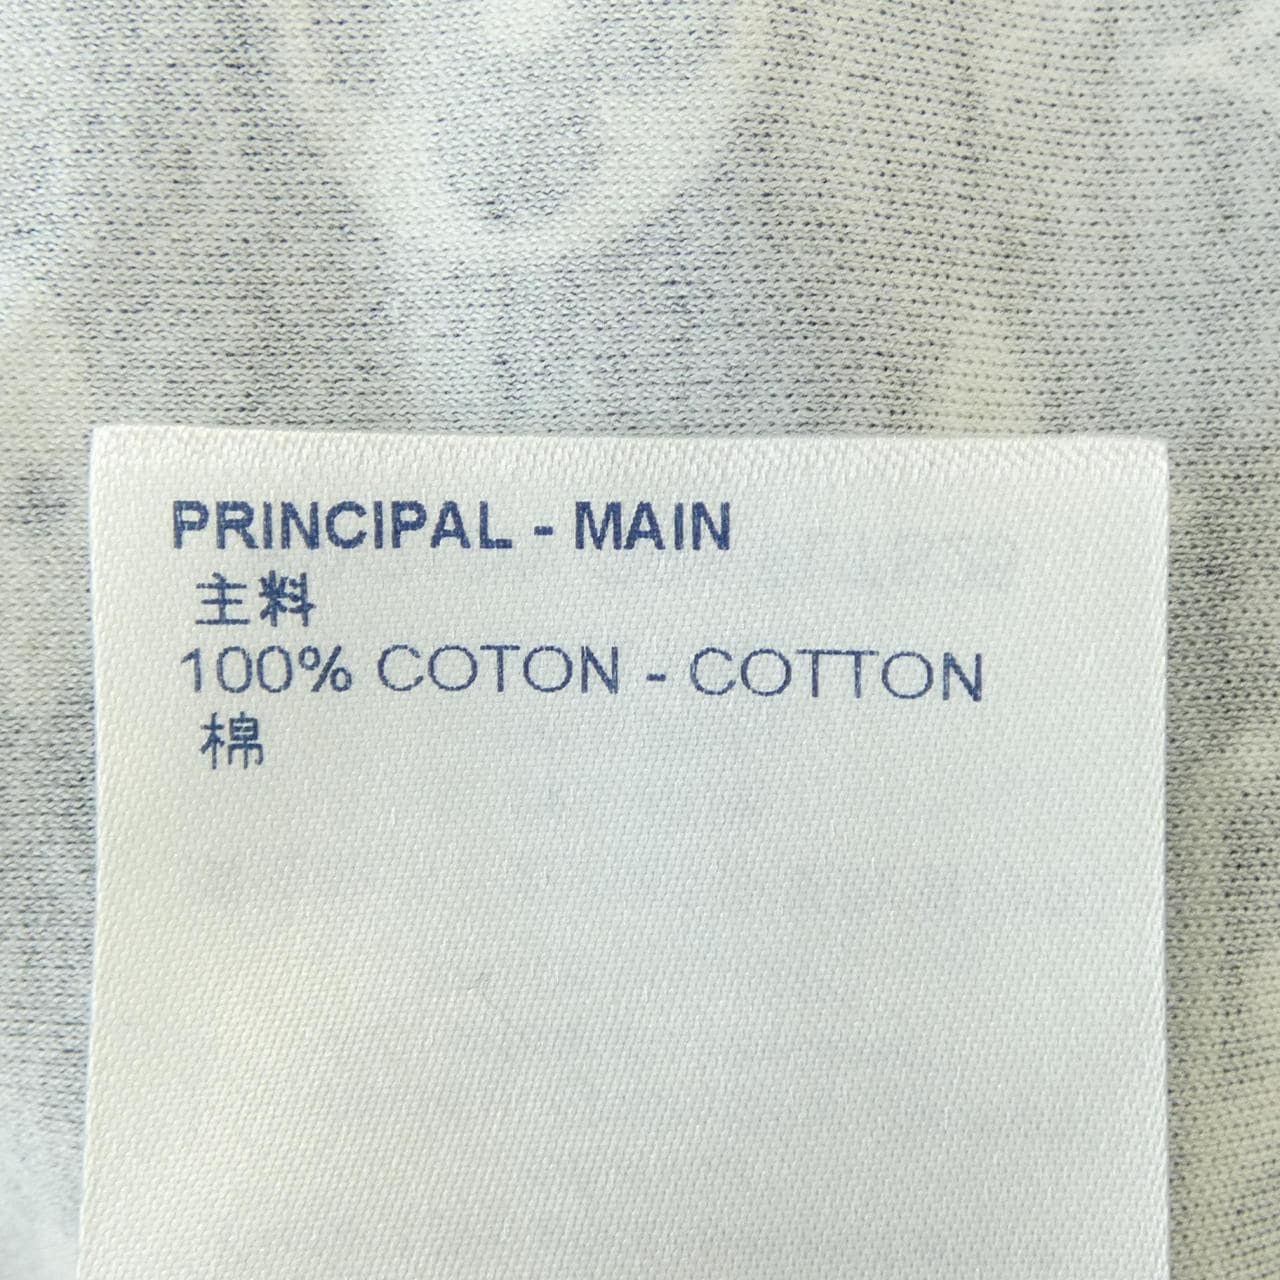 PRINCIPAL - MAIN
主料
100% COTON - COTTON
棉